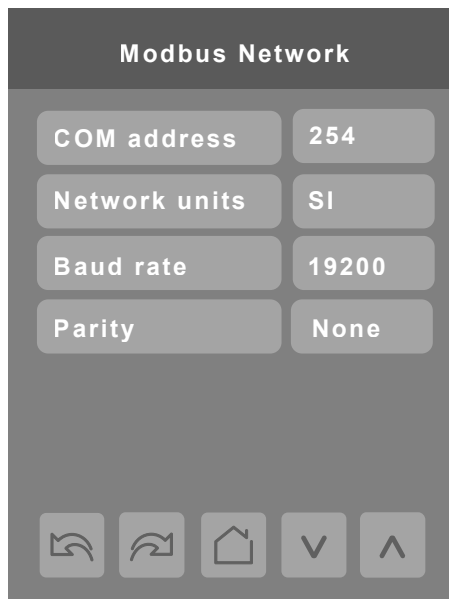 Modbus Network
COM address 254
Network units SI
Baud rate 19200
Parity None